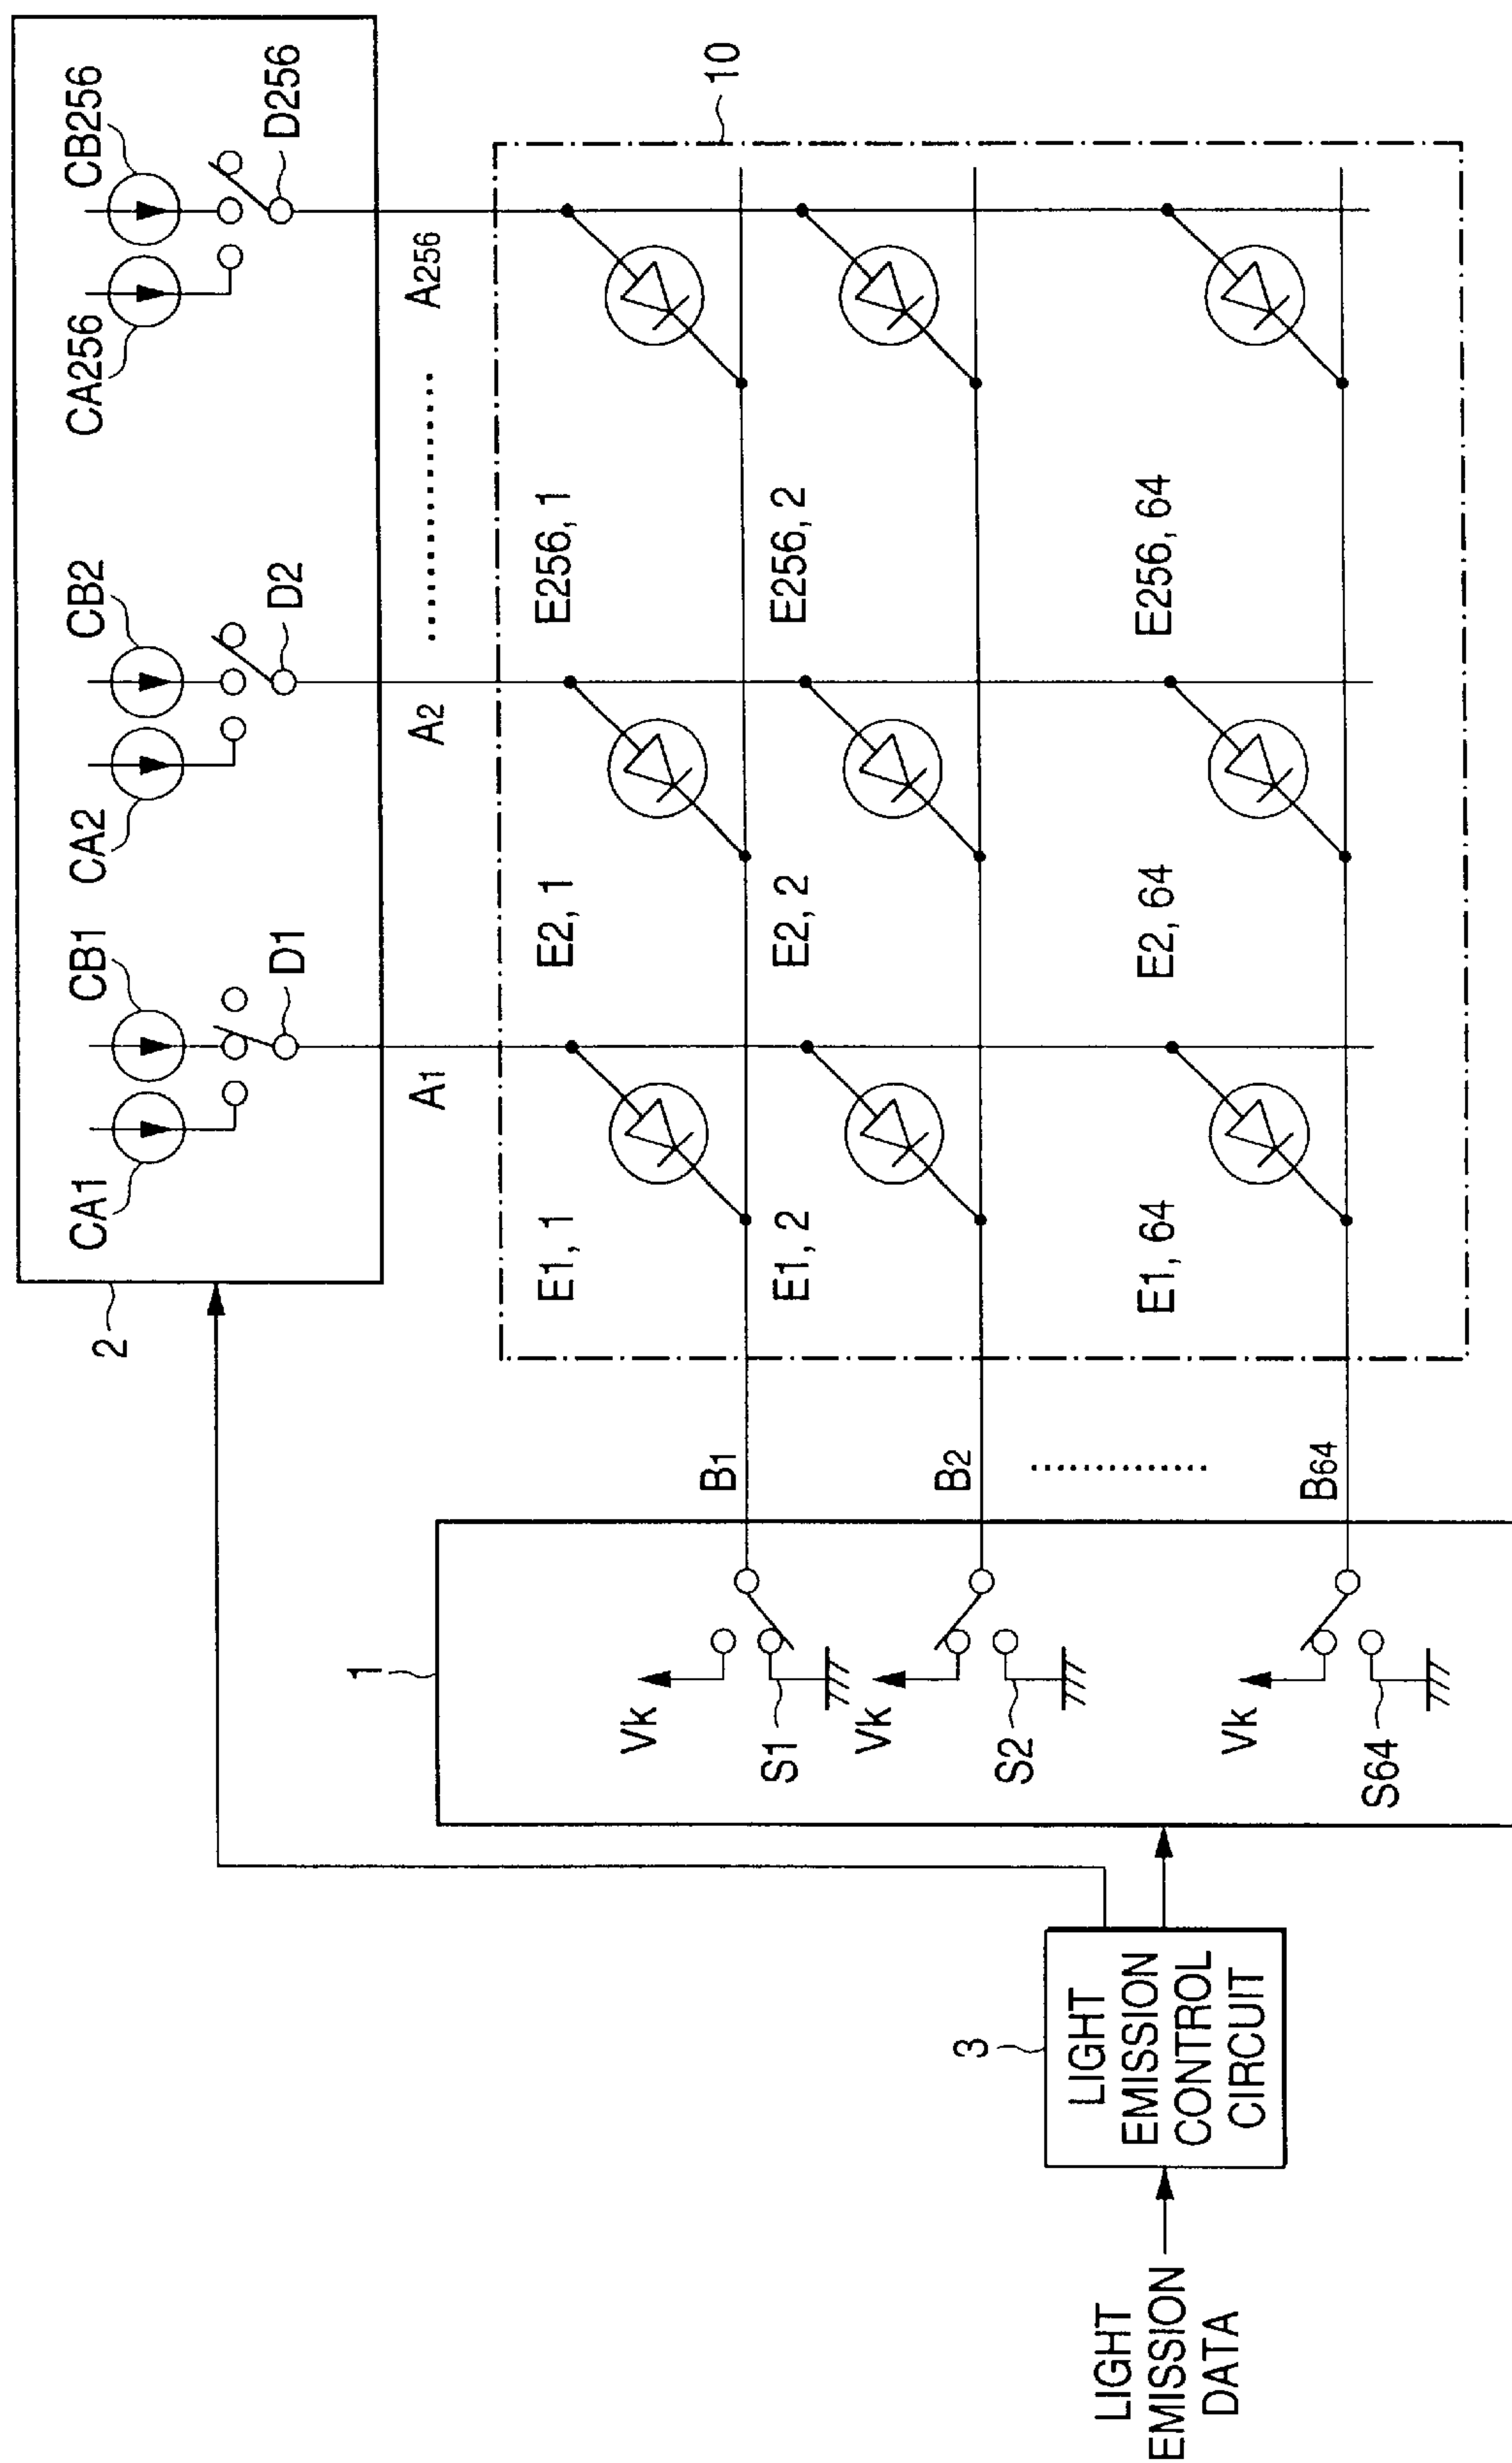 CA1
CB1
CA2
CB2
CA256
CB256
D1
D2
D256
2
A1
A2
A256
10
E1, 1
E2, 1
E256, 1
E1, 2
E2, 2
E256, 2
E1, 64
E2, 64
E256, 64
B1
B2
B64
1
Vk
S1
Vk
S2
Vk
S64
3
LIGHT
EMISSION
CONTROL
CIRCUIT
LIGHT
EMISSION
DATA